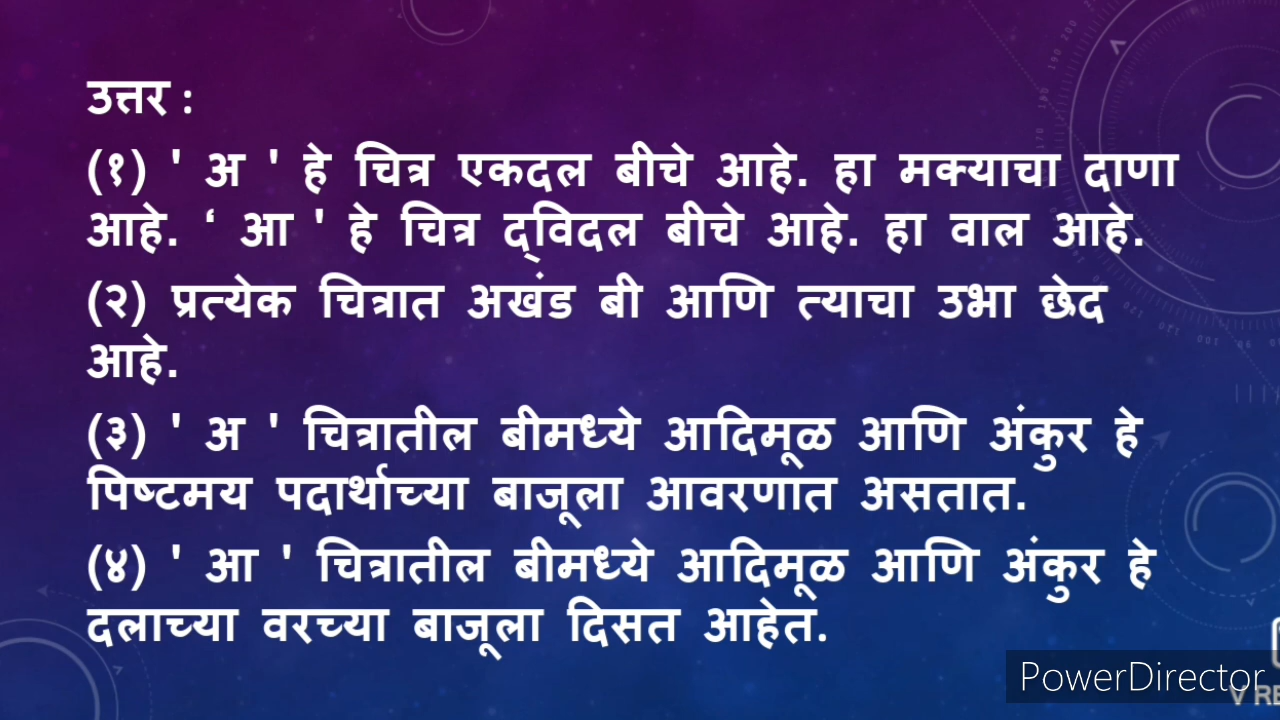 उत्तर :
(१) ' अ ' हे चित्र एकदल बीचे आहे. हा मक्याचा दाणा
आहे. ‘ आ ' हे चित्र द्विदल बीचे आहे. हा वाल आहे.
(२) प्रत्येक चित्रात अखंड बी आणि त्याचा उभा छेद
आहे.
(३) ' अ ' चित्रातील बीमध्ये आदिमूळ आणि अंकुर हे
पिष्टमय पदार्थाच्या बाजूला आवरणात असतात.
(४) ' आ ' चित्रातील बीमध्ये आदिमूळ आणि अंकुर हे
दलाच्या वरच्या बाजूला दिसत आहेत.
PowerDirector